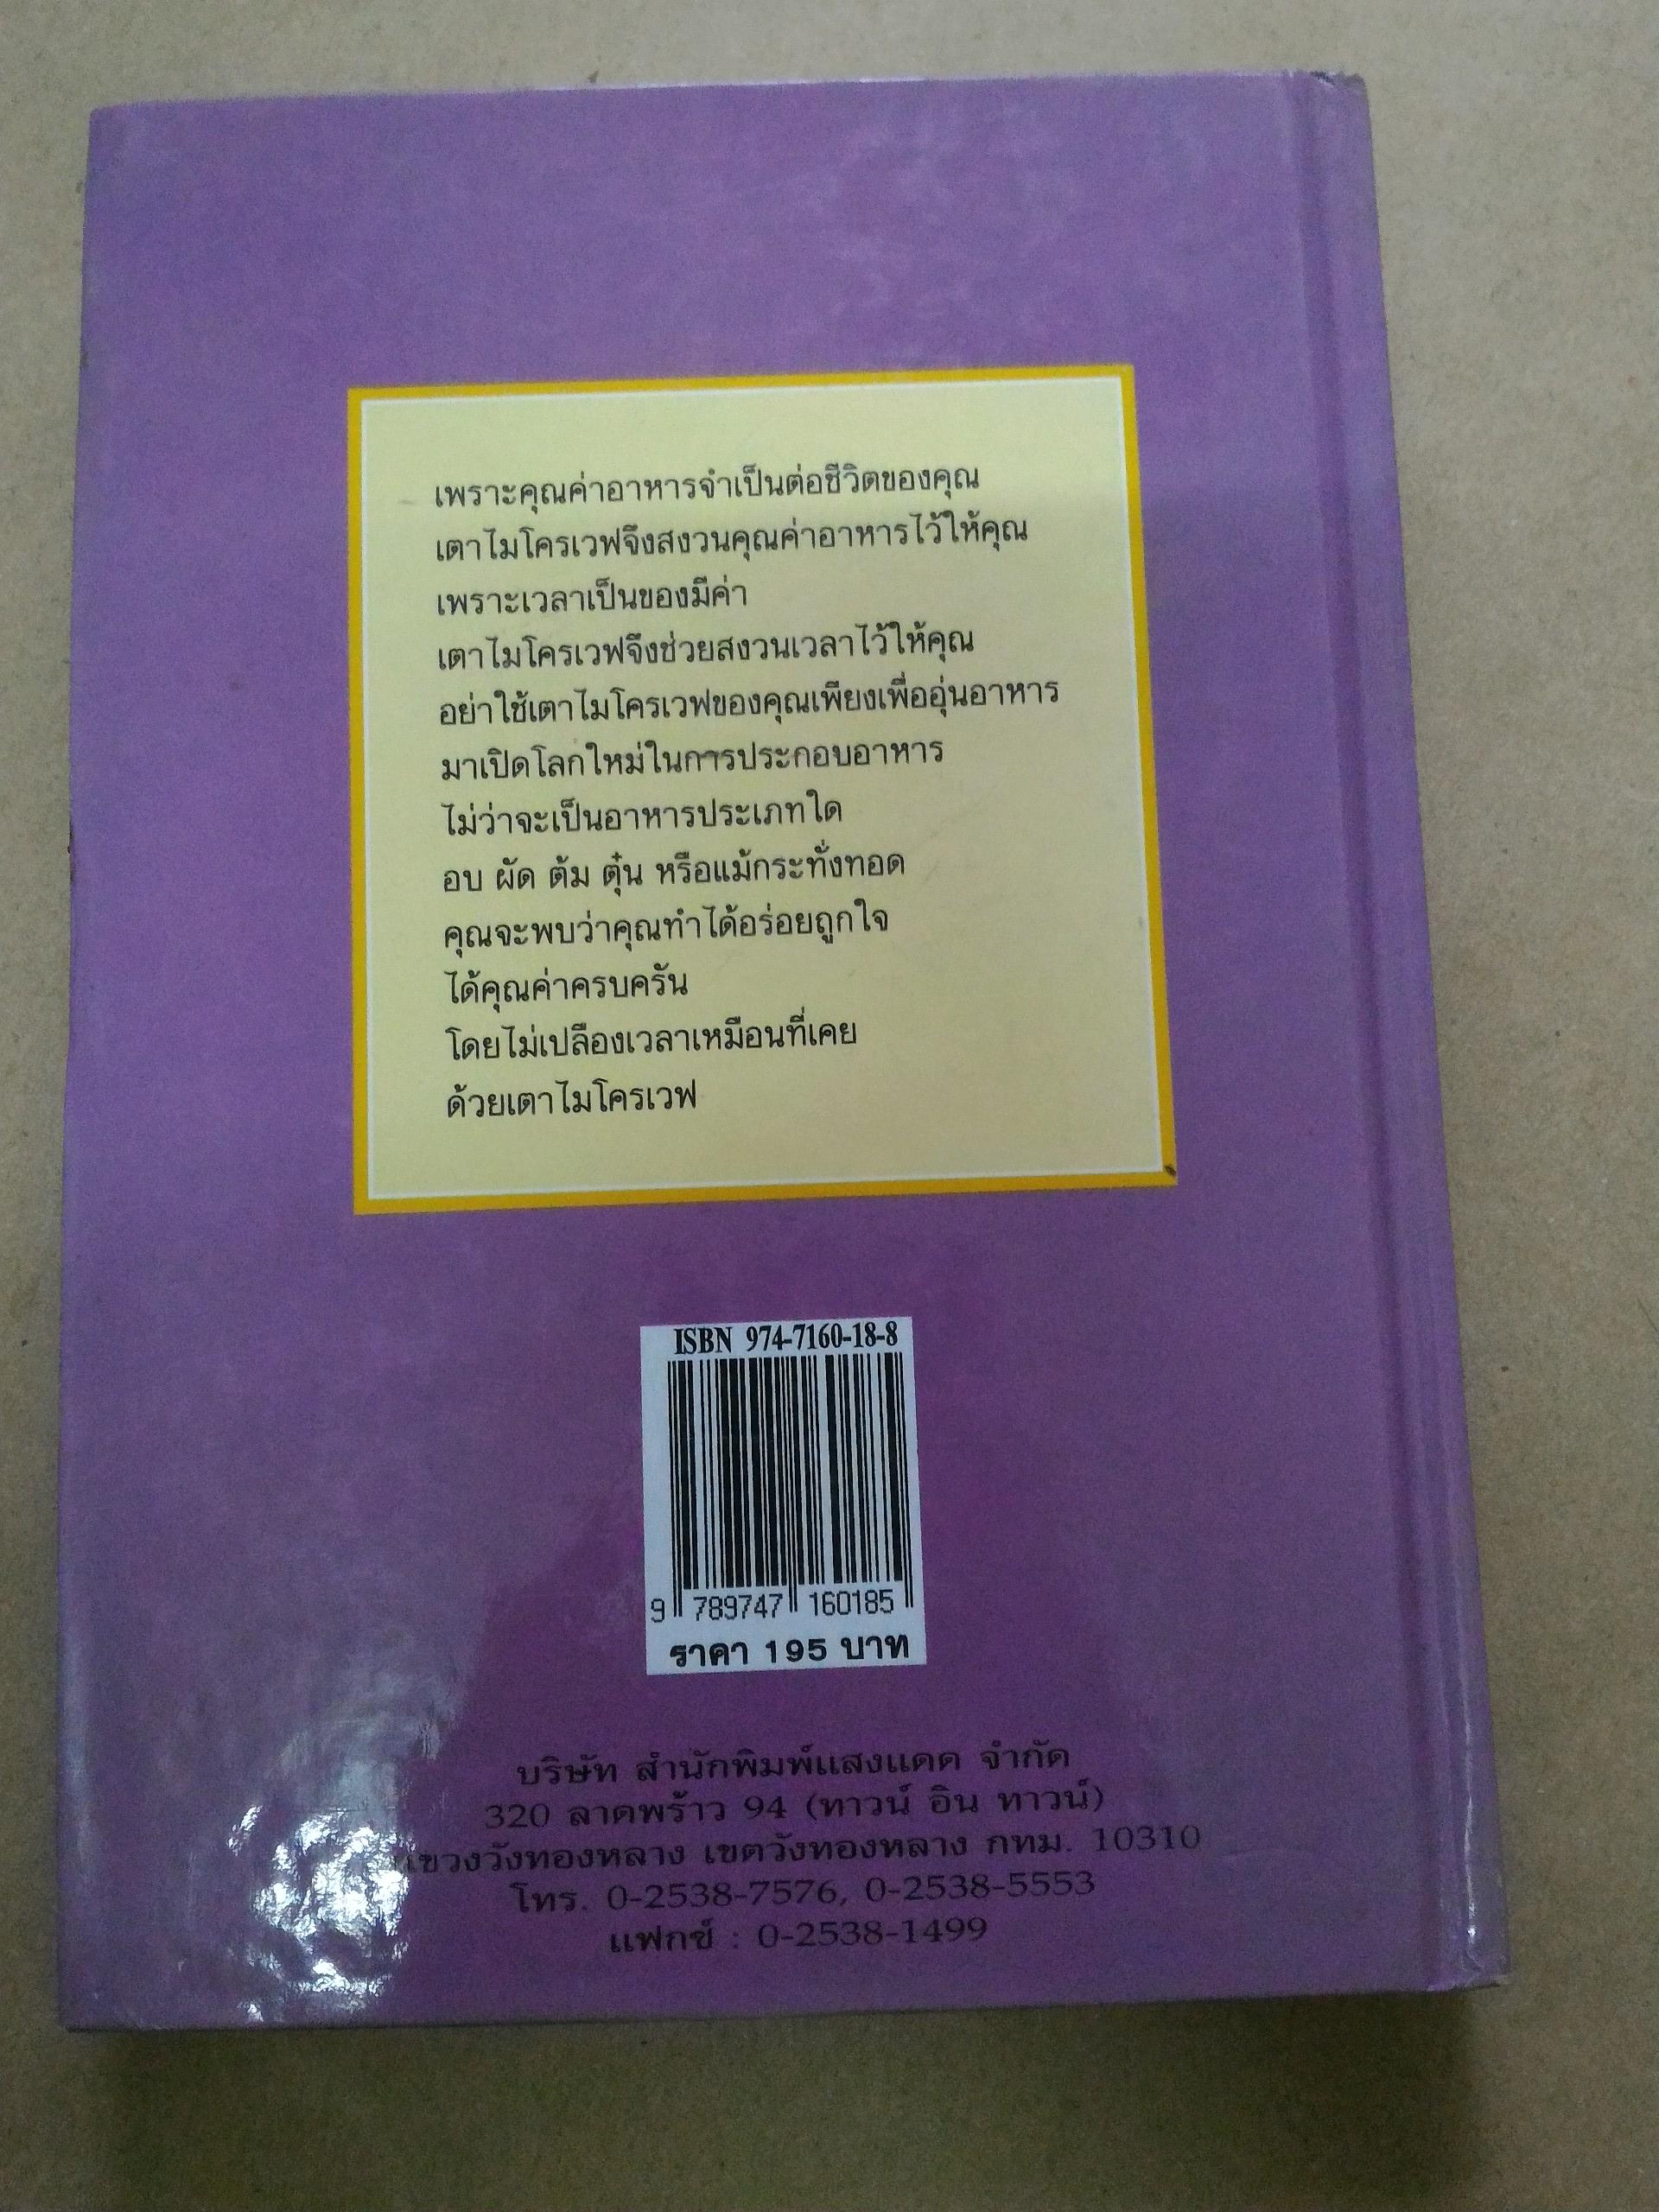 เพราะคุณค่าอาหารจำเป็นต่อชีวิตของคุณ
เตาไมโครเวฟจึงสงวนคุณค่าอาหารไว้ให้คุณ
เพราะเวลาเป็นของมีค่า
เตาไมโครเวฟจึงช่วยสงวนเวลาไว้ให้คุณ
อย่าใช้เตาไมโครเวฟของคุณเพียงเพื่ออุ่นอาหาร
มาเปิดโลกใหม่ในการประกอบอาหาร
ไม่ว่าจะเป็นอาหารประเภทใด
อบ ผัด ต้ม ตุ๋น หรือแม้กระทั่งทอด
คุณจะพบว่าคุณทำได้อร่อยถูกใจ
ได้คุณค่าครบครัน
โดยไม่เปลืองเวลาเหมือนที่เคย
ด้วยเตาไมโครเวฟ
ISBN 974-7160-18-8
9 789747 160185
ราคา 195 บาท
บริษัท สำนักพิมพ์แสงแดด จำกัด
320 ลาดพร้าว 94 (ทาวน์ อิน ทาวน์)
แขวงวังทองหลาง เขตวังทองหลาง กทม. 10310
โทร. 0-2538-7576, 0-2538-5553
แฟกซ์ : 0-2538-1499